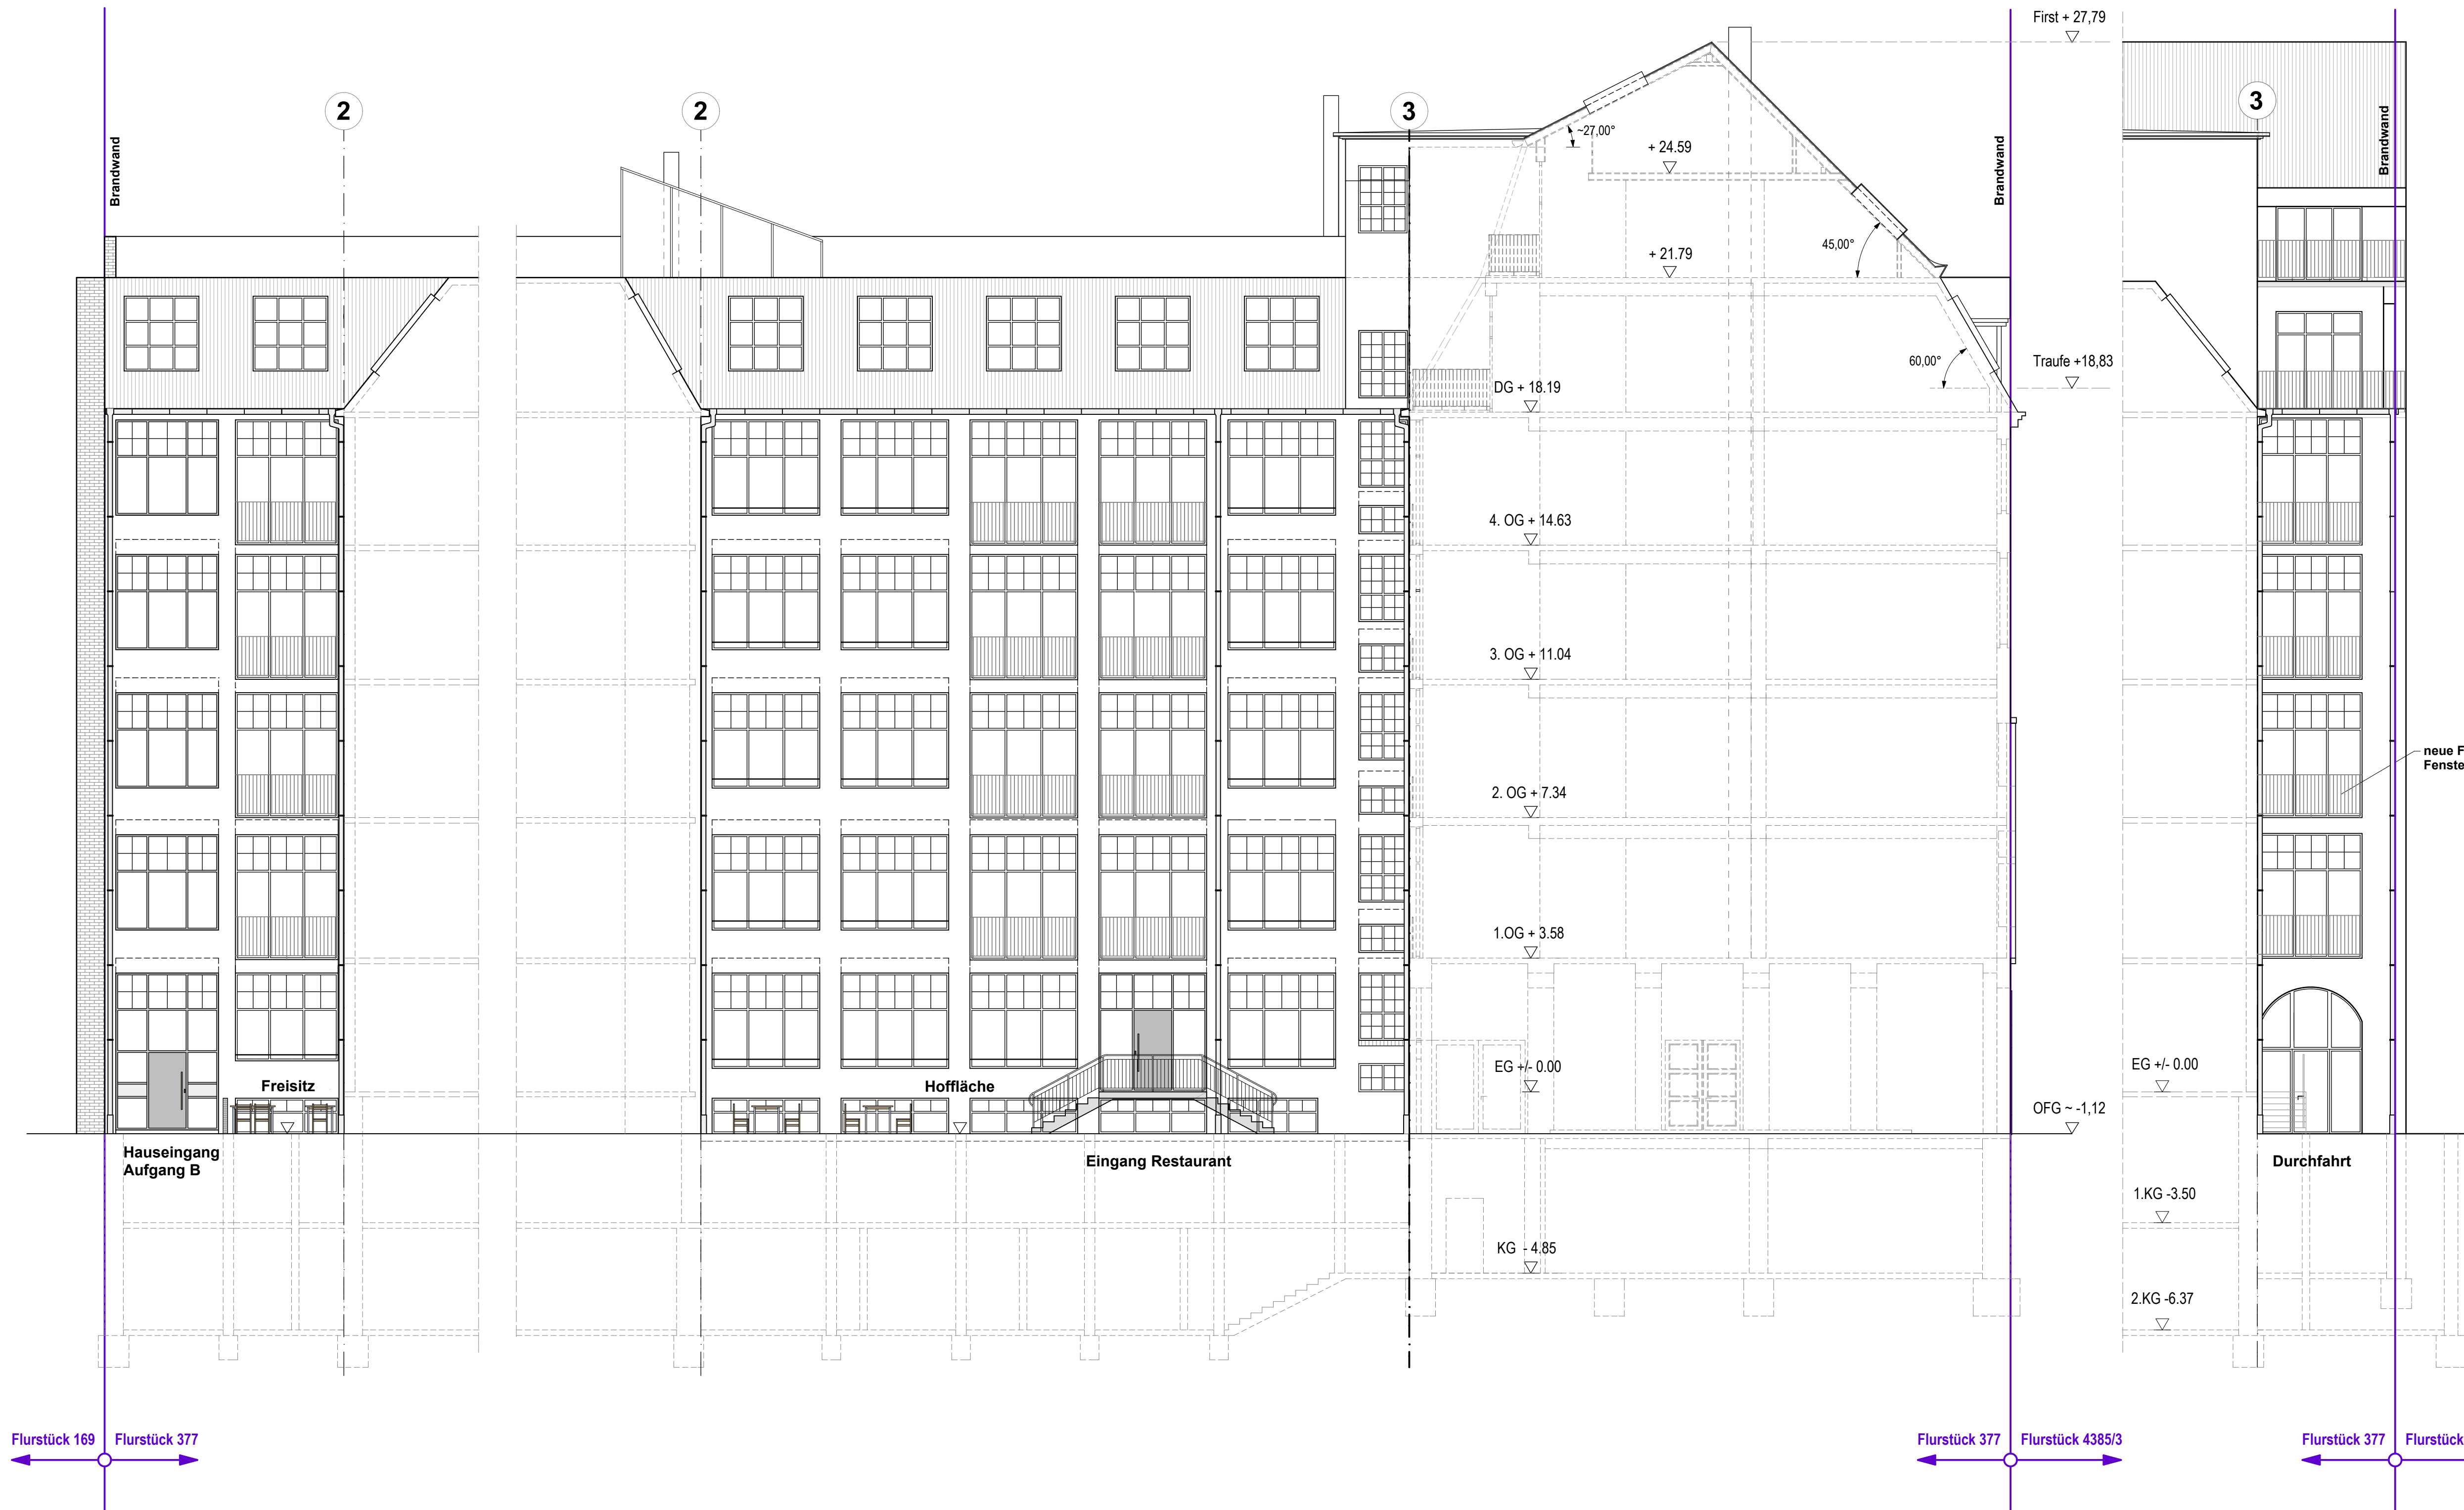 First + 27,79
2
2
3
3
Brandwand
Brandwand
Brandwand
~27,00°
+ 24.59
45,00°
+ 21.79
60,00°
Traufe +18,83
DG + 18.19
4. OG + 14.63
3. OG + 11.04
neue F
Fenste
2. OG + 7.34
1.OG + 3.58
EG +/- 0.00
EG +/- 0.00
Freisitz
Hoffläche
OFG ~ -1,12
Hauseingang
Aufgang B
Eingang Restaurant
Durchfahrt
1.KG -3.50
KG - 4.85
2.KG -6.37
Flurstück 169
Flurstück 377
Flurstück 377
Flurstück 4385/3
Flurstück 377
Flurstück